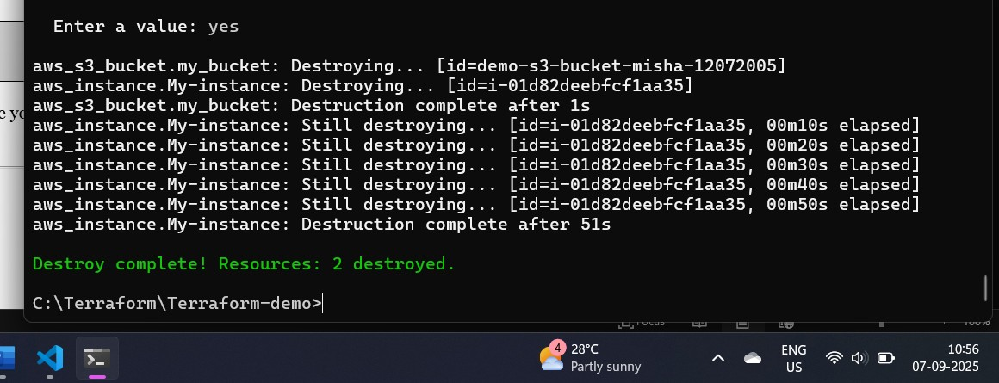 Enter a value: yes
aws_s3_bucket.my_bucket: Destroying... [id=demo-s3-bucket-misha-12072005]
aws_instance.My-instance: Destroying... [id=i-01d82deebfcf1aa35]
aws_s3_bucket.my_bucket: Destruction complete after 1s
aws_instance.My-instance: Still destroying... [id=i-01d82deebfcf1aa35, 00m10s elapsed]
aws_instance.My-instance: Still destroying... [id=i-01d82deebfcf1aa35, 00m20s elapsed]
aws_instance.My-instance: Still destroying... [id=i-01d82deebfcf1aa35, 00m30s elapsed]
aws_instance.My-instance: Still destroying... [id=i-01d82deebfcf1aa35, 00m40s elapsed]
aws_instance.My-instance: Still destroying... [id=i-01d82deebfcf1aa35, 00m50s elapsed]
aws_instance.My-instance: Destruction complete after 51s
Destroy complete! Resources: 2 destroyed.
C:\Terraform\Terraform-demo>
4
28°C
Partly sunny
ENG
US
10:56
07-09-2025